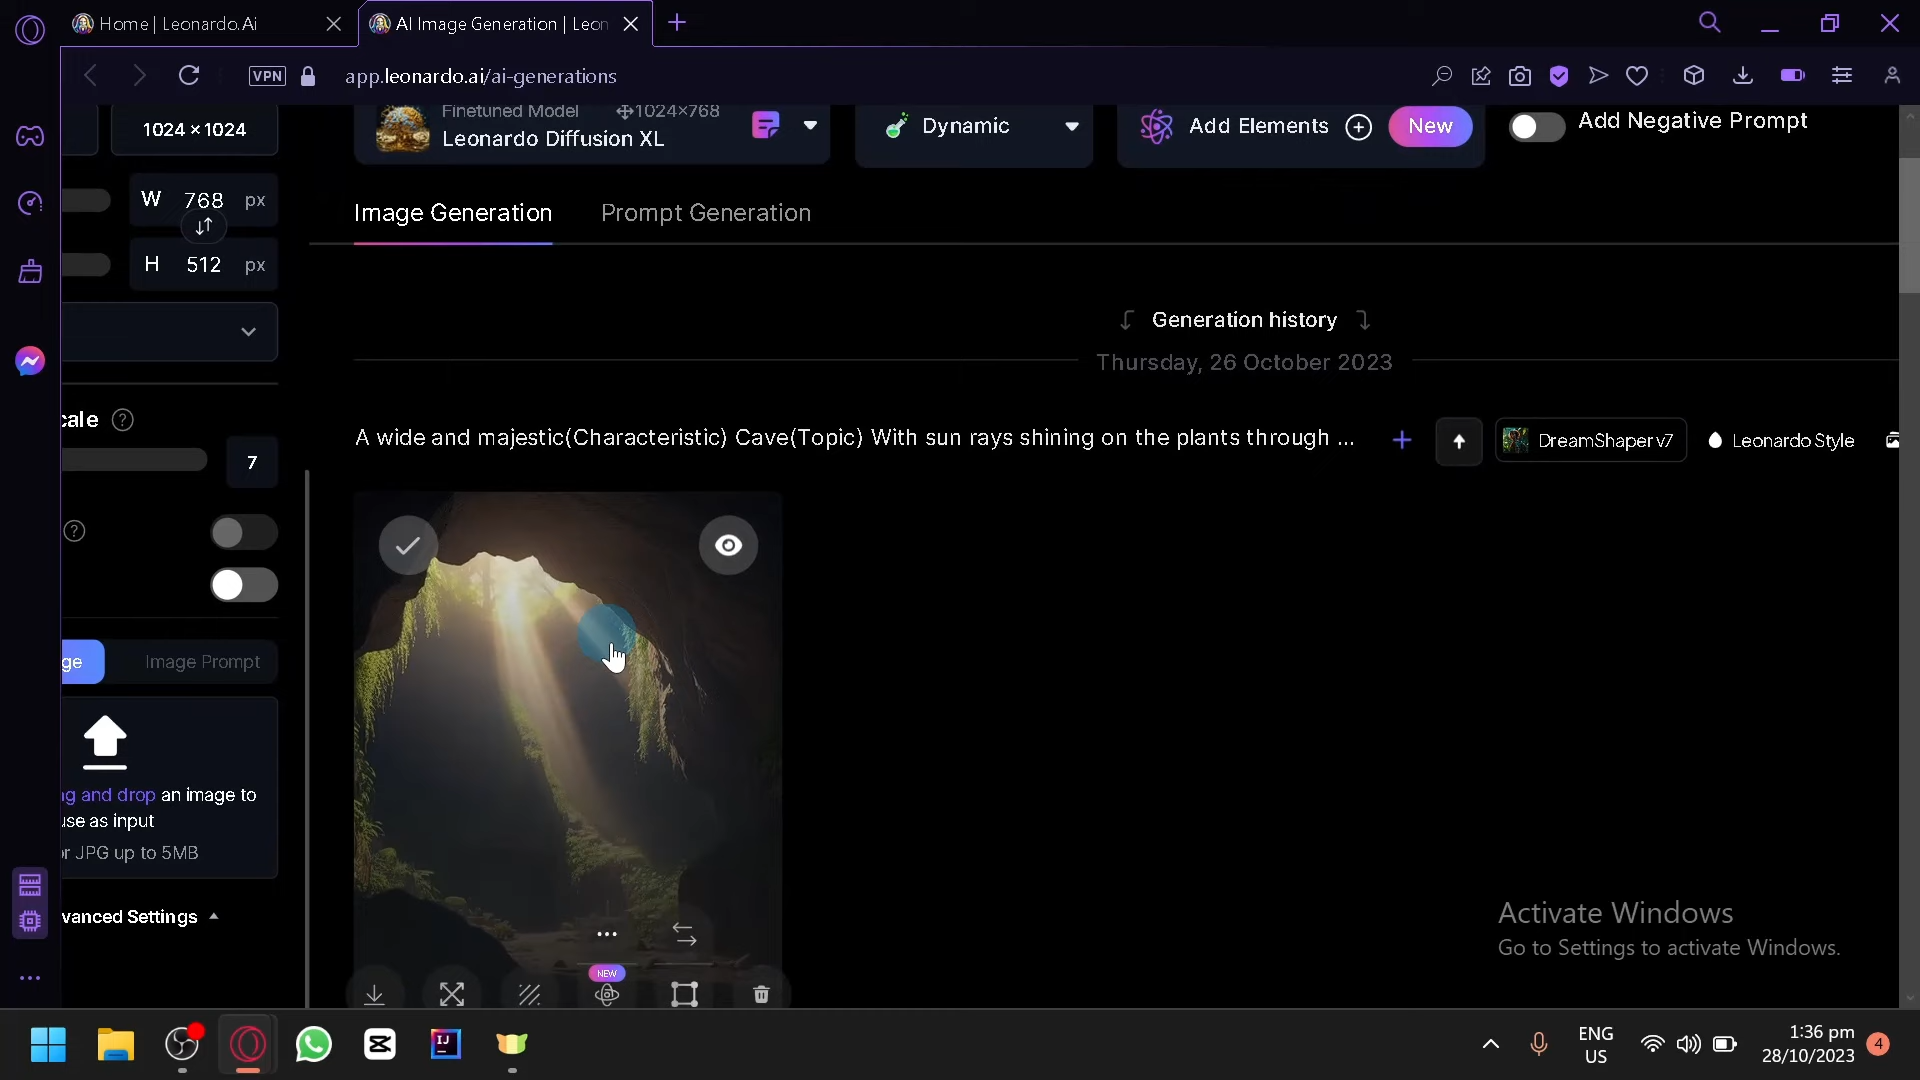 Home | Leonardo.Ai
AI Image Generation | Leon
VPN
app.leonardo.ai/ai-generations
1024 × 1024
Finetuned Model
1024×768
Leonardo Diffusion XL
Dynamic
Add Elements
New
Add Negative Prompt
W 768 px
H 512 px
Image Generation
Prompt Generation
Generation history
Thursday, 26 October 2023
cale
7
A wide and majestic(Characteristic) Cave(Topic) With sun rays shining on the plants through ...
DreamShaper v7
Leonardo Style
ge
Image Prompt
ag and drop an image to
use as input
or JPG up to 5MB
vanced Settings
NEW
Activate Windows
Go to Settings to activate Windows.
IJ
ENG
US
1:36 pm
28/10/2023
4